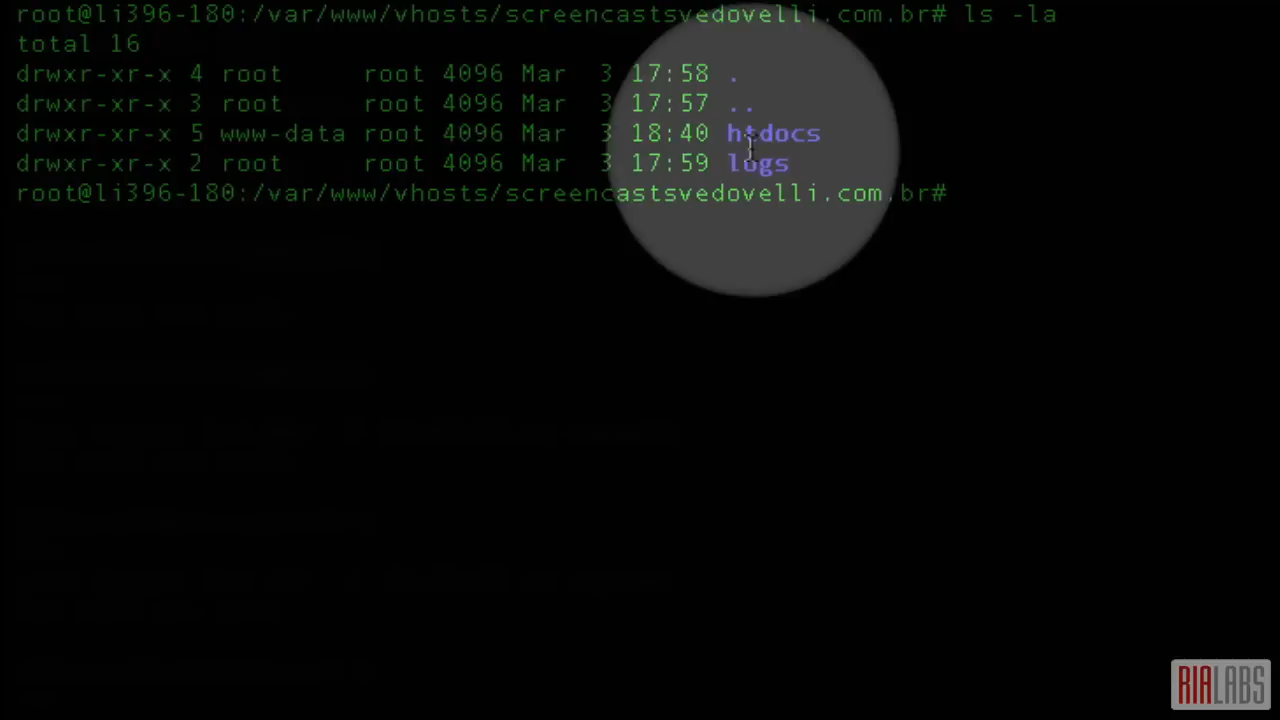 root@li396-180:/var/www/vhosts/screencastsvedovelli.com.br# ls -la
total 16
drwxr-xr-x 4 root     root 4096 Mar  3 17:58 .
drwxr-xr-x 3 root     root 4096 Mar  3 17:57 ..
drwxr-xr-x 5 www-data root 4096 Mar  3 18:40 htdocs
drwxr-xr-x 2 root     root 4096 Mar  3 17:59 logs
root@li396-180:/var/www/vhosts/screencastsvedovelli.com.br#
RIALABS